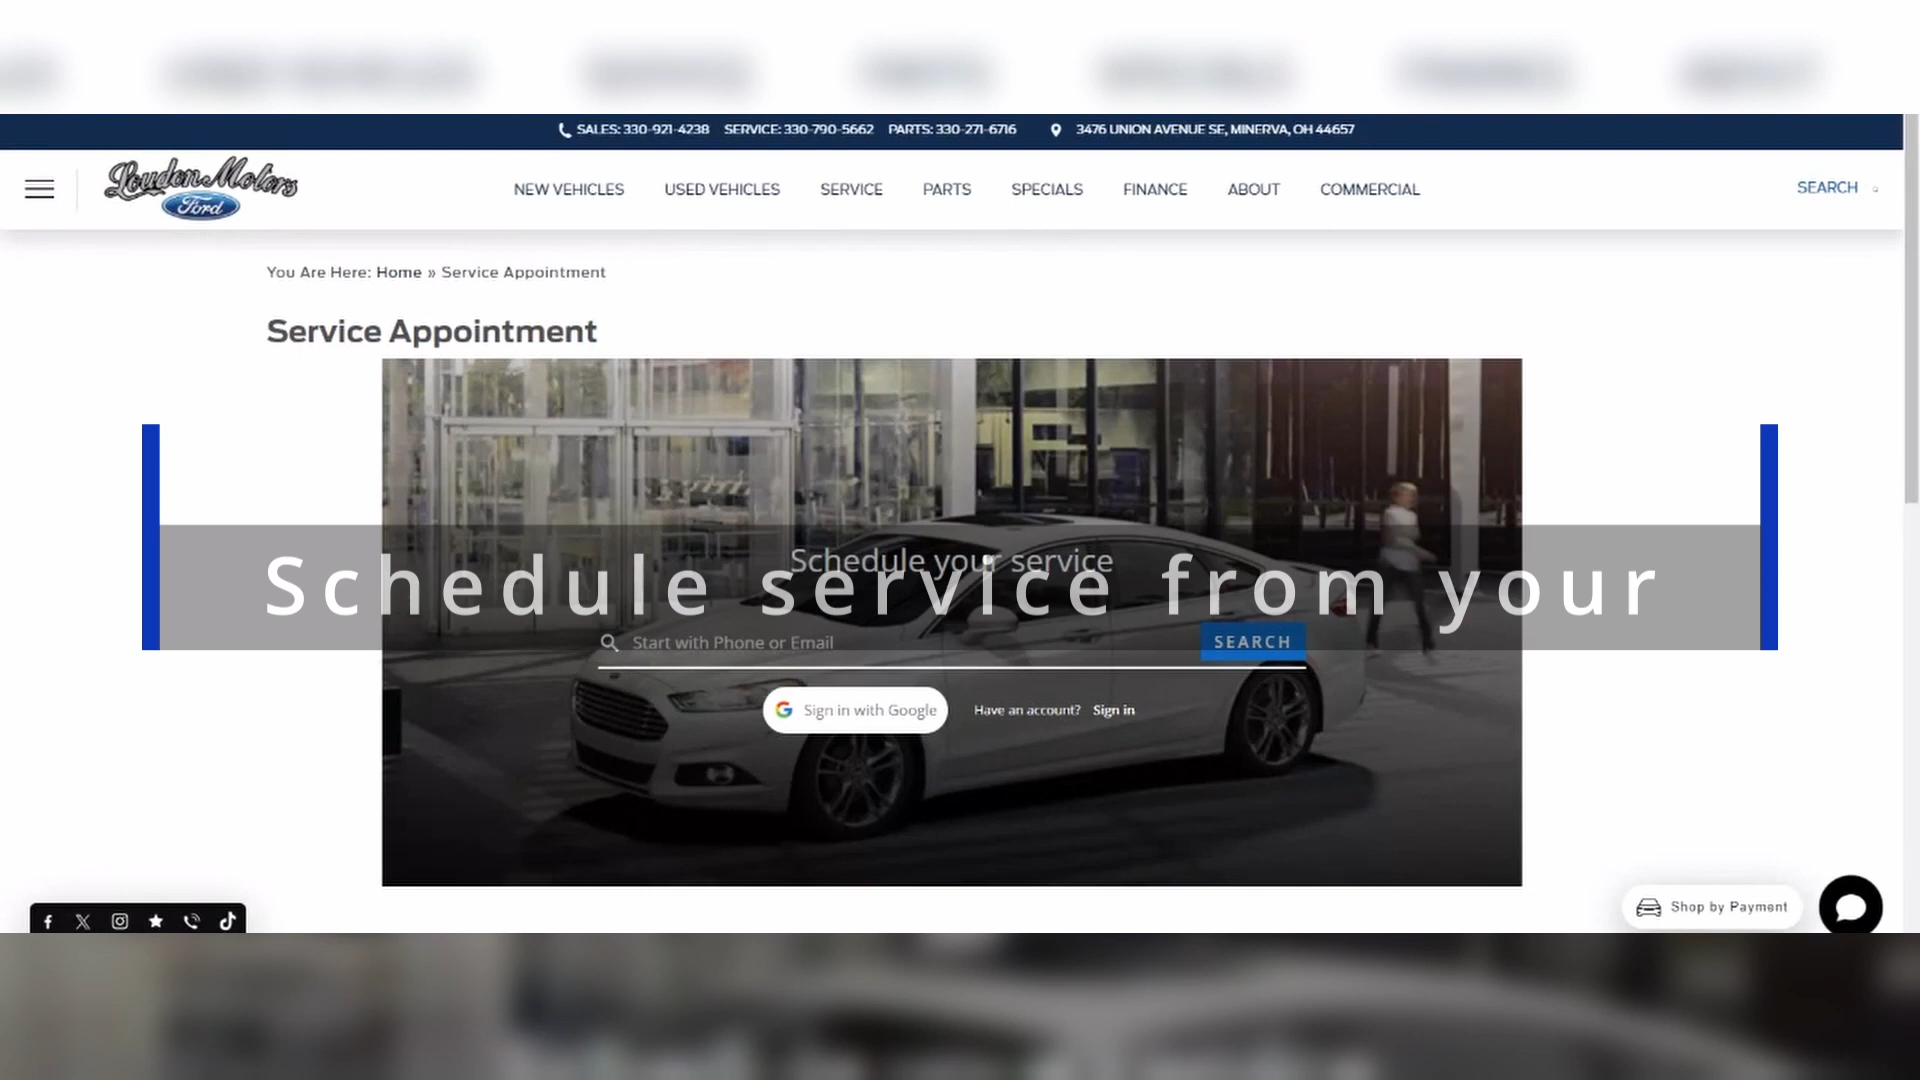 SALES: 330-921-4238 SERVICE: 330-790-5662 PARTS: 330-271-6716 3476 UNION AVENUE SE, MINERVA, OH 44657
Loudon Motors
Ford
NEW VEHICLES USED VEHICLES SERVICE PARTS SPECIALS FINANCE ABOUT COMMERCIAL SEARCH
You Are Here: Home » Service Appointment
Service Appointment
Schedule your service
Schedule service from your
Start with Phone or Email SEARCH
Sign in with Google Have an account? Sign in
Shop by Payment